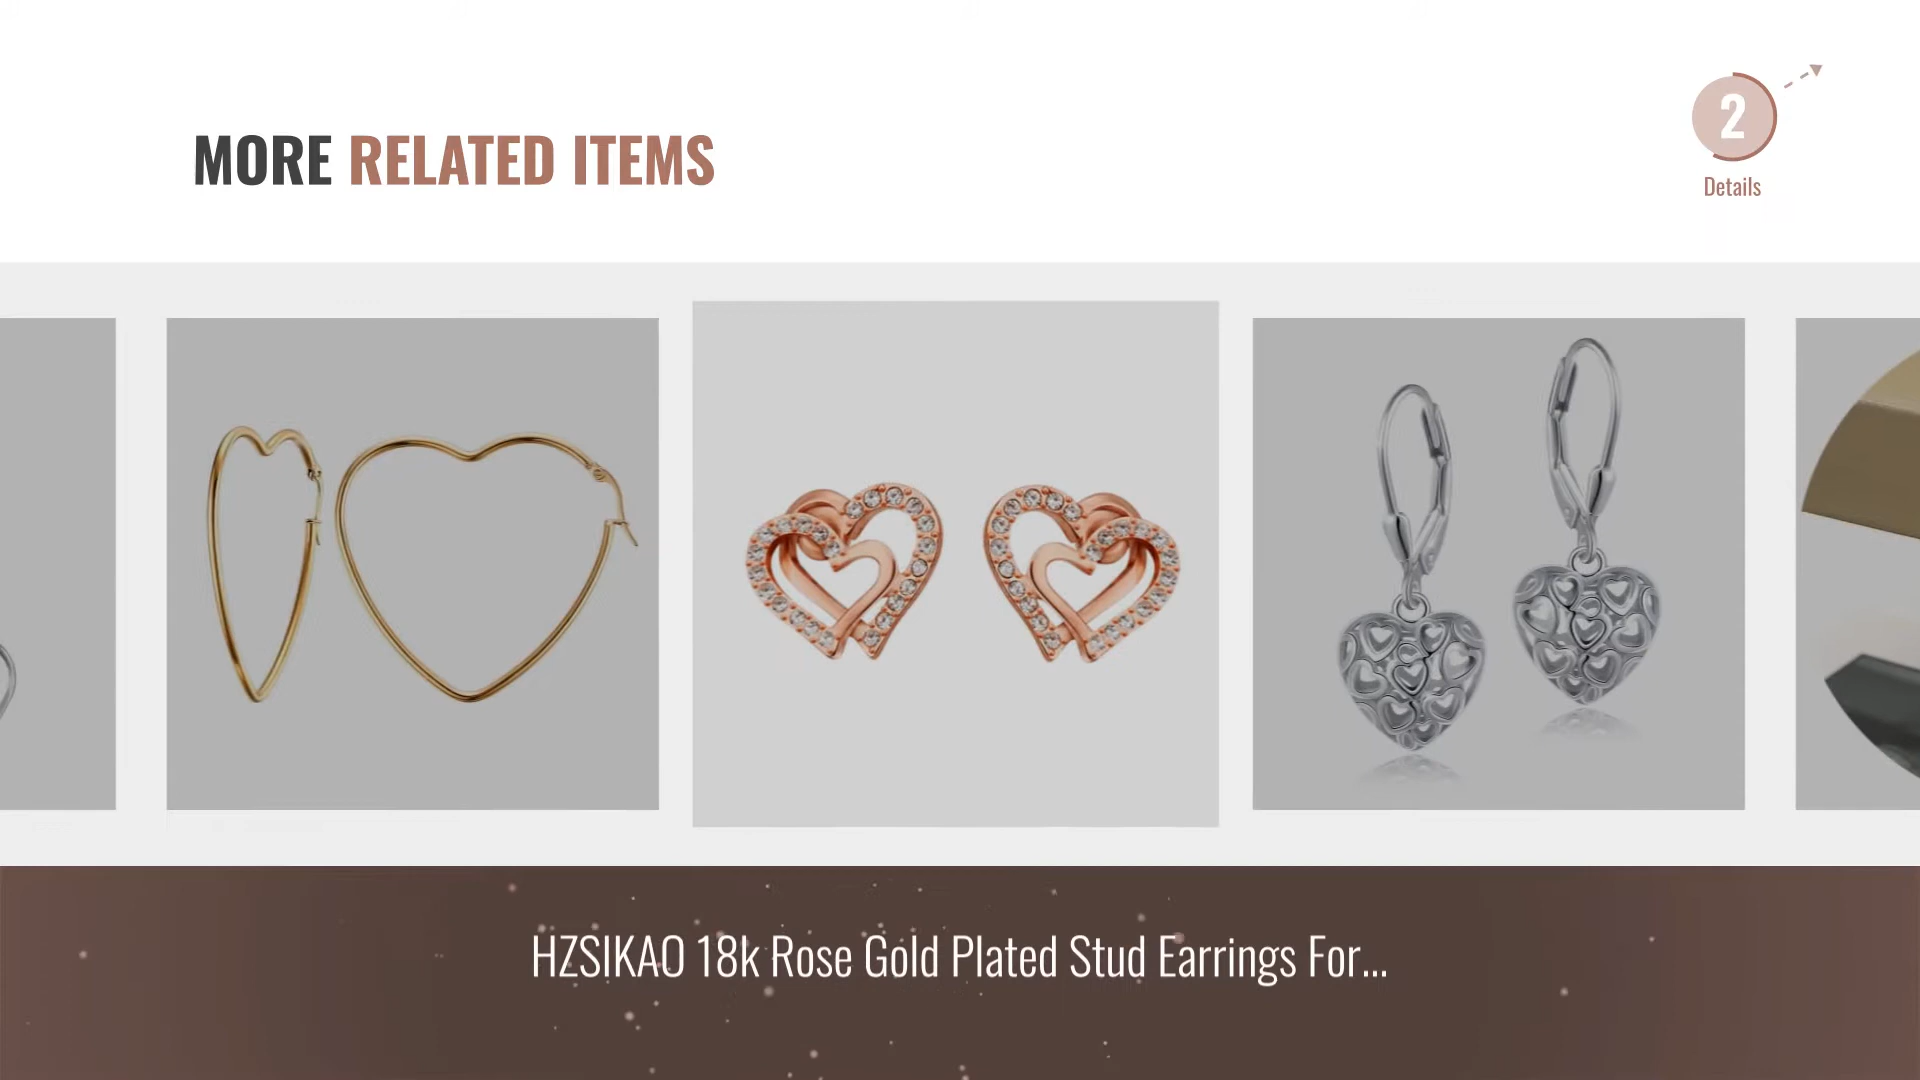 MORE RELATED ITEMS
2
Details
HZSIKAO 18k Rose Gold Plated Stud Earrings For...